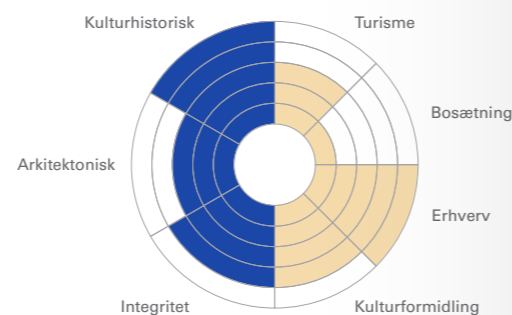 Kulturhistorisk
Turisme
Bosætning
Arkitektonisk
Erhverv
Integritet
Kulturformidling